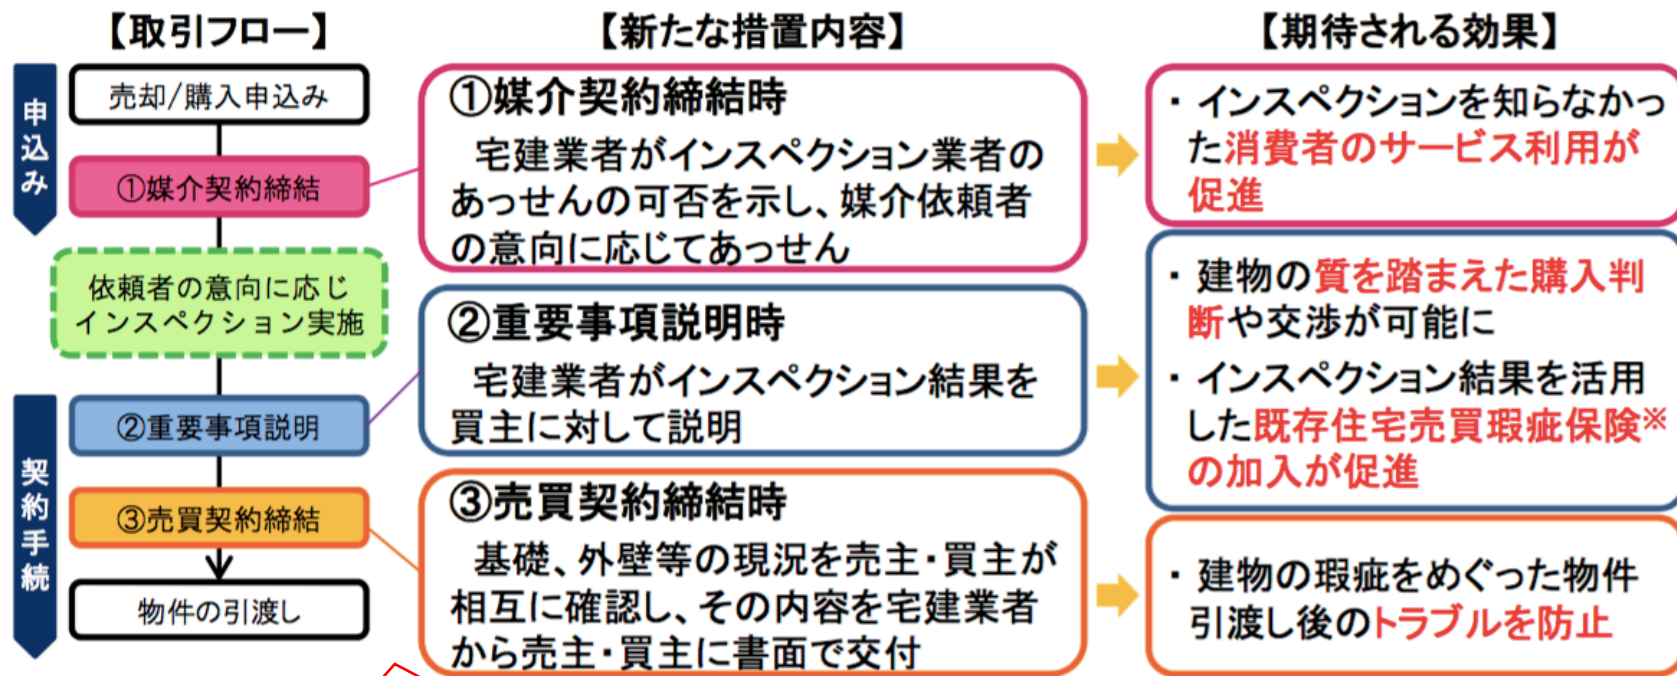 【取引フロー】
申込み
売却/購入申込み
①媒介契約締結
依頼者の意向に応じ
インスペクション実施
契約手続
②重要事項説明
③売買契約締結
物件の引渡し
【新たな措置内容】
①媒介契約締結時
宅建業者がインスペクション業者の
あっせんの可否を示し、媒介依頼者
の意向に応じてあっせん
②重要事項説明時
宅建業者がインスペクション結果を
買主に対して説明
③売買契約締結時
基礎、外壁等の現況を売主・買主が
相互に確認し、その内容を宅建業者
から売主・買主に書面で交付
【期待される効果】
・インスペクションを知らなかっ
た消費者のサービス利用が
促進
・建物の質を踏まえた購入判
断や交渉が可能に
・インスペクション結果を活用
した既存住宅売買瑕疵保険※
の加入が促進
・建物の瑕疵をめぐった物件
引渡し後のトラブルを防止